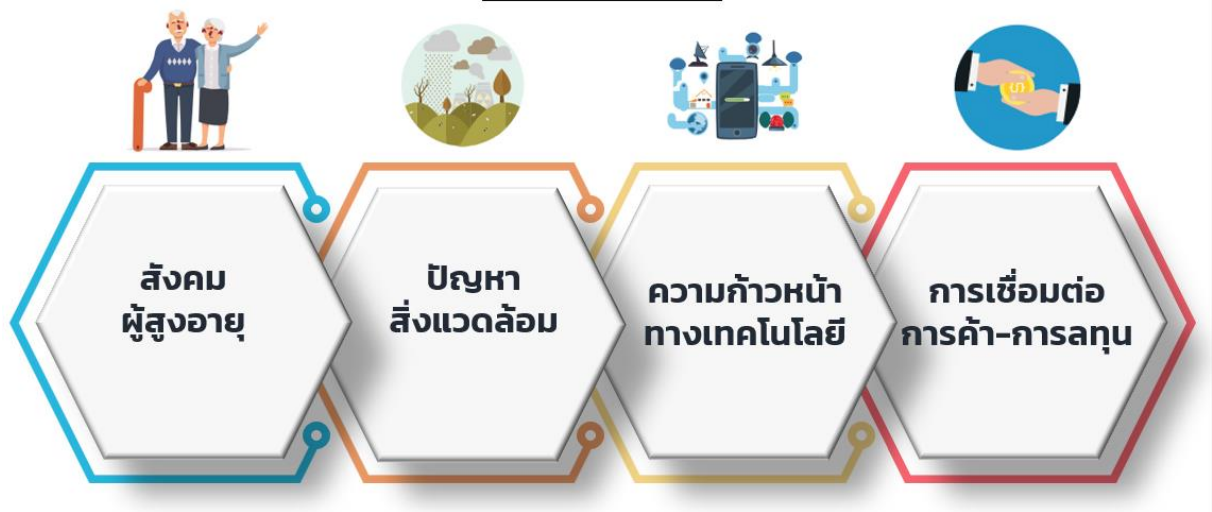 สังคม
ผู้สูงอายุ
ปัญหา
สิ่งแวดล้อม
ความก้าวหน้า
ทางเทคโนโลยี
การเชื่อมต่อ
การค้า-การลทุน